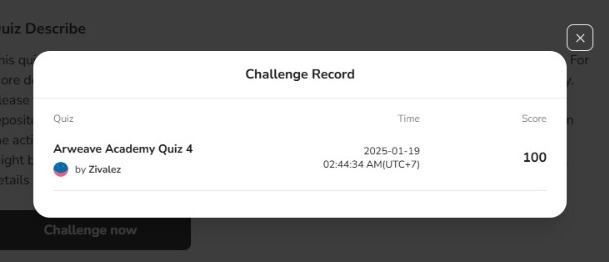 uiz Describe
his qu
For
ore d
y.
lease
eposit
n
e acti
ight b
etails
Challenge Record
Quiz Time Score
Arweave Academy Quiz 4
by Zivalez
2025-01-19
02:44:34 AM(UTC+7)
100
Challenge now